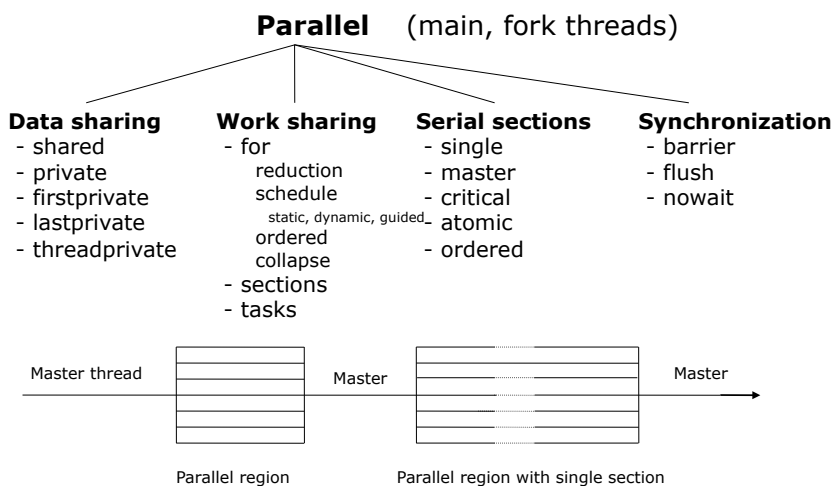 Parallel (main, fork threads)
Data sharing
- shared
- private
- firstprivate
- lastprivate
- threadprivate
Work sharing
- for
reduction
schedule
static, dynamic, guided
ordered
collapse
- sections
- tasks
Serial sections
- single
- master
- critical
- atomic
- ordered
Synchronization
- barrier
- flush
- nowait
Master thread
Master
Master
Parallel region
Parallel region with single section